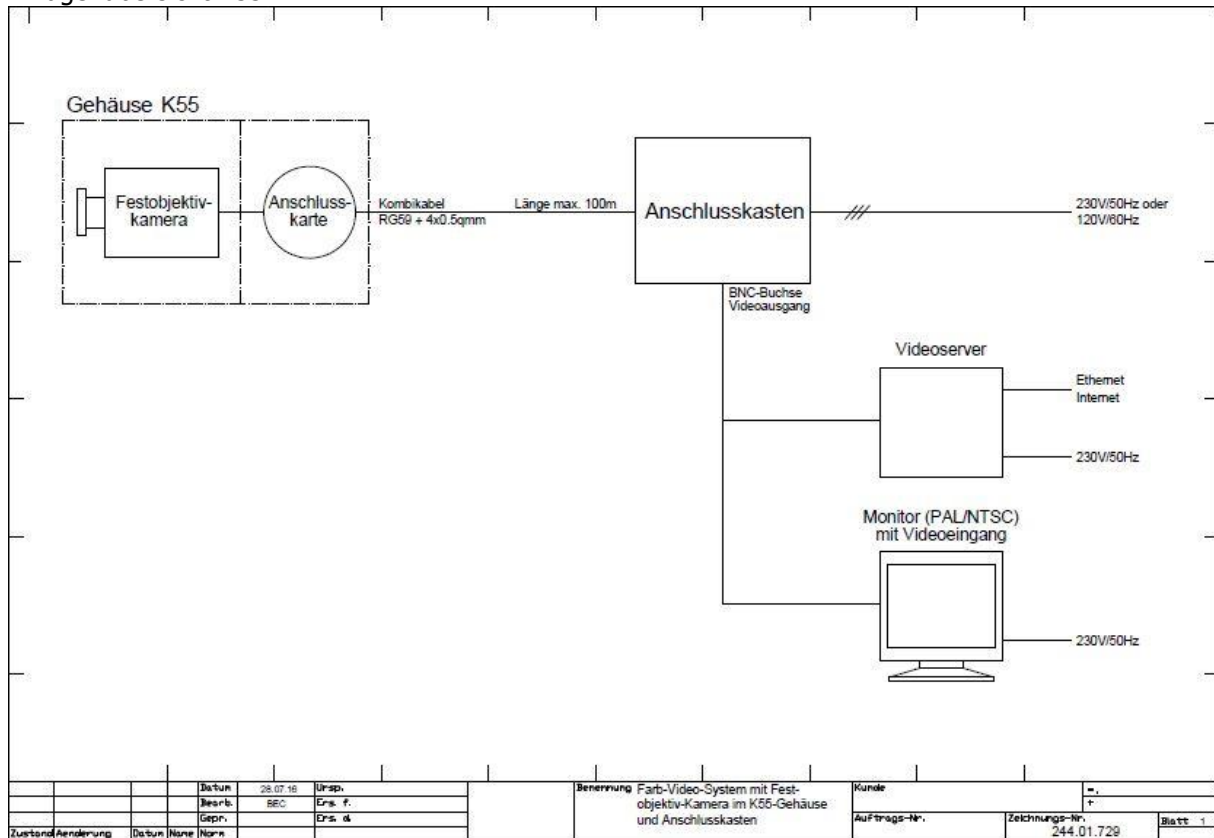 Gehäuse K55
Festobjektiv-
kamera
Anschluss-
karte
Kombikabel
RG59 + 4x0.5qmm
Länge max. 100m
Anschlusskasten
230V/50Hz oder
120V/60Hz
BNC-Buchse
Videoausgang
Videoserver
Ethernet
Internet
230V/50Hz
Monitor (PAL/NTSC)
mit Videoeingang
230V/50Hz
Datum 28.07.16 Ursp.
Bearb. BEC Ers. f.
Gepr. Ers. d.
Zustand Aenderung Datum Name Norm
Benennung Farb-Video-System mit Fest-
objektiv-Kamera im K55-Gehäuse
und Anschlusskasten
Kunde
Auftrags-Nr.
=.
+
Zeichnungs-Nr.
244.01.729
Blatt 1